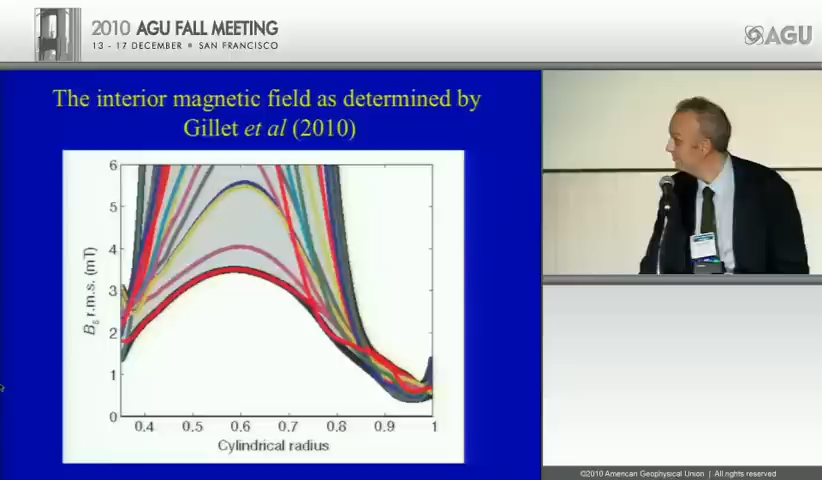 2010 AGU FALL MEETING
13 - 17 DECEMBER SAN FRANCISCO
AGU
The interior magnetic field as determined by
Gillet et al (2010)
6
5
4
3
2
1
0
r.m.s. (mT)
0.4 0.5 0.6 0.7 0.8 0.9 1
Cylindrical radius
©2010 American Geophysical Union | All rights reserved